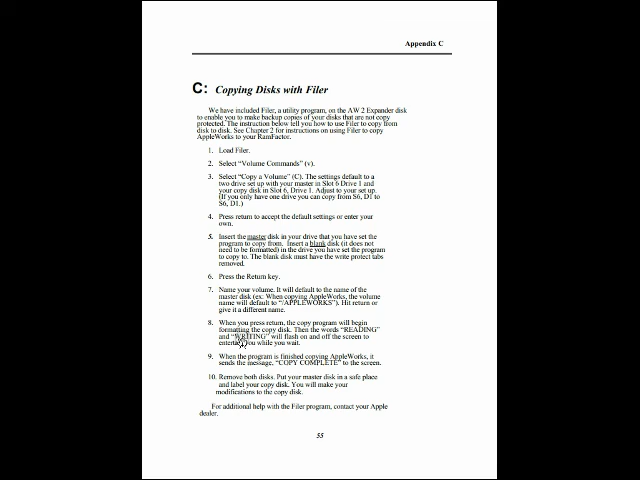 Appendix C
C: Copying Disks with Filer
We have included Filer, a utility program, on the AW 2 Expander disk
to enable you to make backup copies of your disks that are not copy
protected. The instruction below tell you how to use Filer to copy from
disk to disk. See Chapter 2 for instructions on using Filer to copy
AppleWorks to your RamFactor.
1. Load Filer.
2. Select "Volume Commands" (v).
3. Select "Copy a Volume" (C). The settings default to a
two drive set up with your master in Slot 6 Drive 1 and
your copy disk in Slot 6, Drive 1. Adjust to your set up.
(If you only have one drive you can copy from S6, D1 to
S6, D1.)
4. Press return to accept the default settings or enter your
own.
5. Insert the master disk in your drive that you have set the
program to copy from. Insert a blank disk (it does not
need to be formatted) in the drive you have set the program
to copy to. The blank disk must have the write protect tabs
removed.
6. Press the Return key.
7. Name your volume. It will default to the name of the
master disk (ex: When copying AppleWorks, the volume
name will default to "/APPLEWORKS"). Hit return or
give it a different name.
8. When you press return, the copy program will begin
formatting the copy disk. Then the words "READING"
and "WRITING" will flash on and off the screen to
entertain you while you wait.
9. When the program is finished copying AppleWorks, it
sends the message, "COPY COMPLETE" to the screen.
10. Remove both disks. Put your master disk in a safe place
and label your copy disk. You will make your
modifications to the copy disk.
For additional help with the Filer program, contact your Apple
dealer.
55